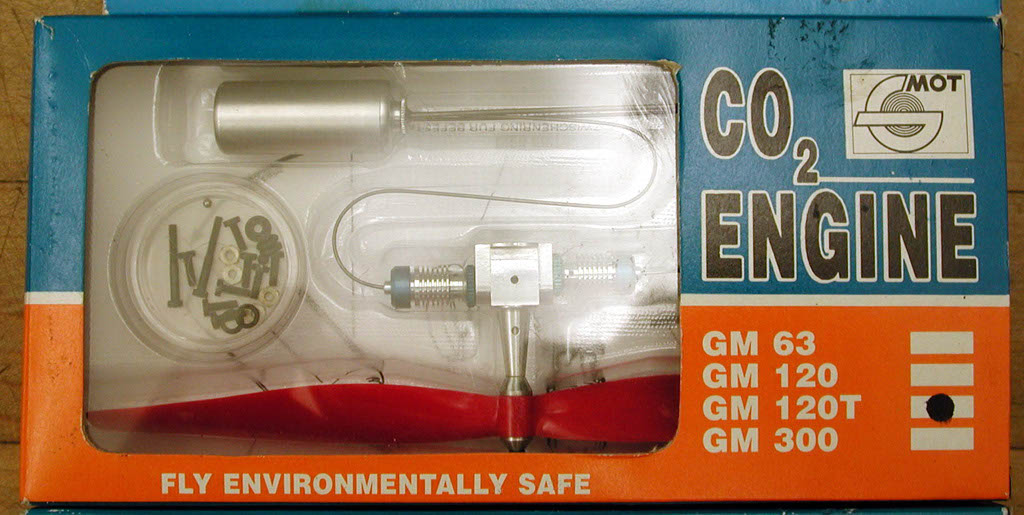 CO2
MOT
ENGINE
GM 63
GM 120
GM 120T
GM 300
FLY ENVIRONMENTALLY SAFE